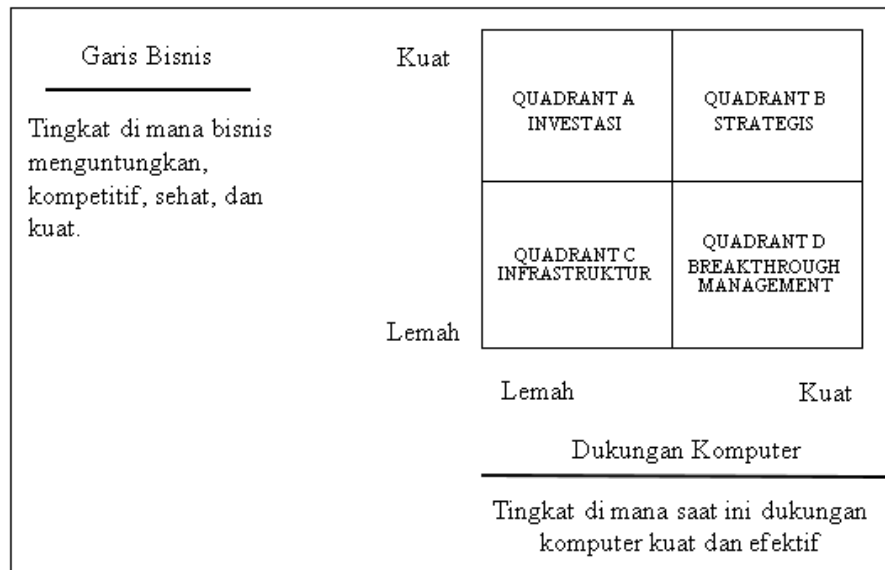 Garis Bisnis
Tingkat di mana bisnis
menguntungkan,
kompetitif, sehat, dan
kuat.
Kuat
QUADRANT A
INVESTASI
QUADRANT B
STRATEGIS
QUADRANT C
INFRASTRUKTUR
QUADRANT D
BREAKTHROUGH
MANAGEMENT
Lemah
Lemah
Kuat
Dukungan Komputer
Tingkat di mana saat ini dukungan
komputer kuat dan efektif